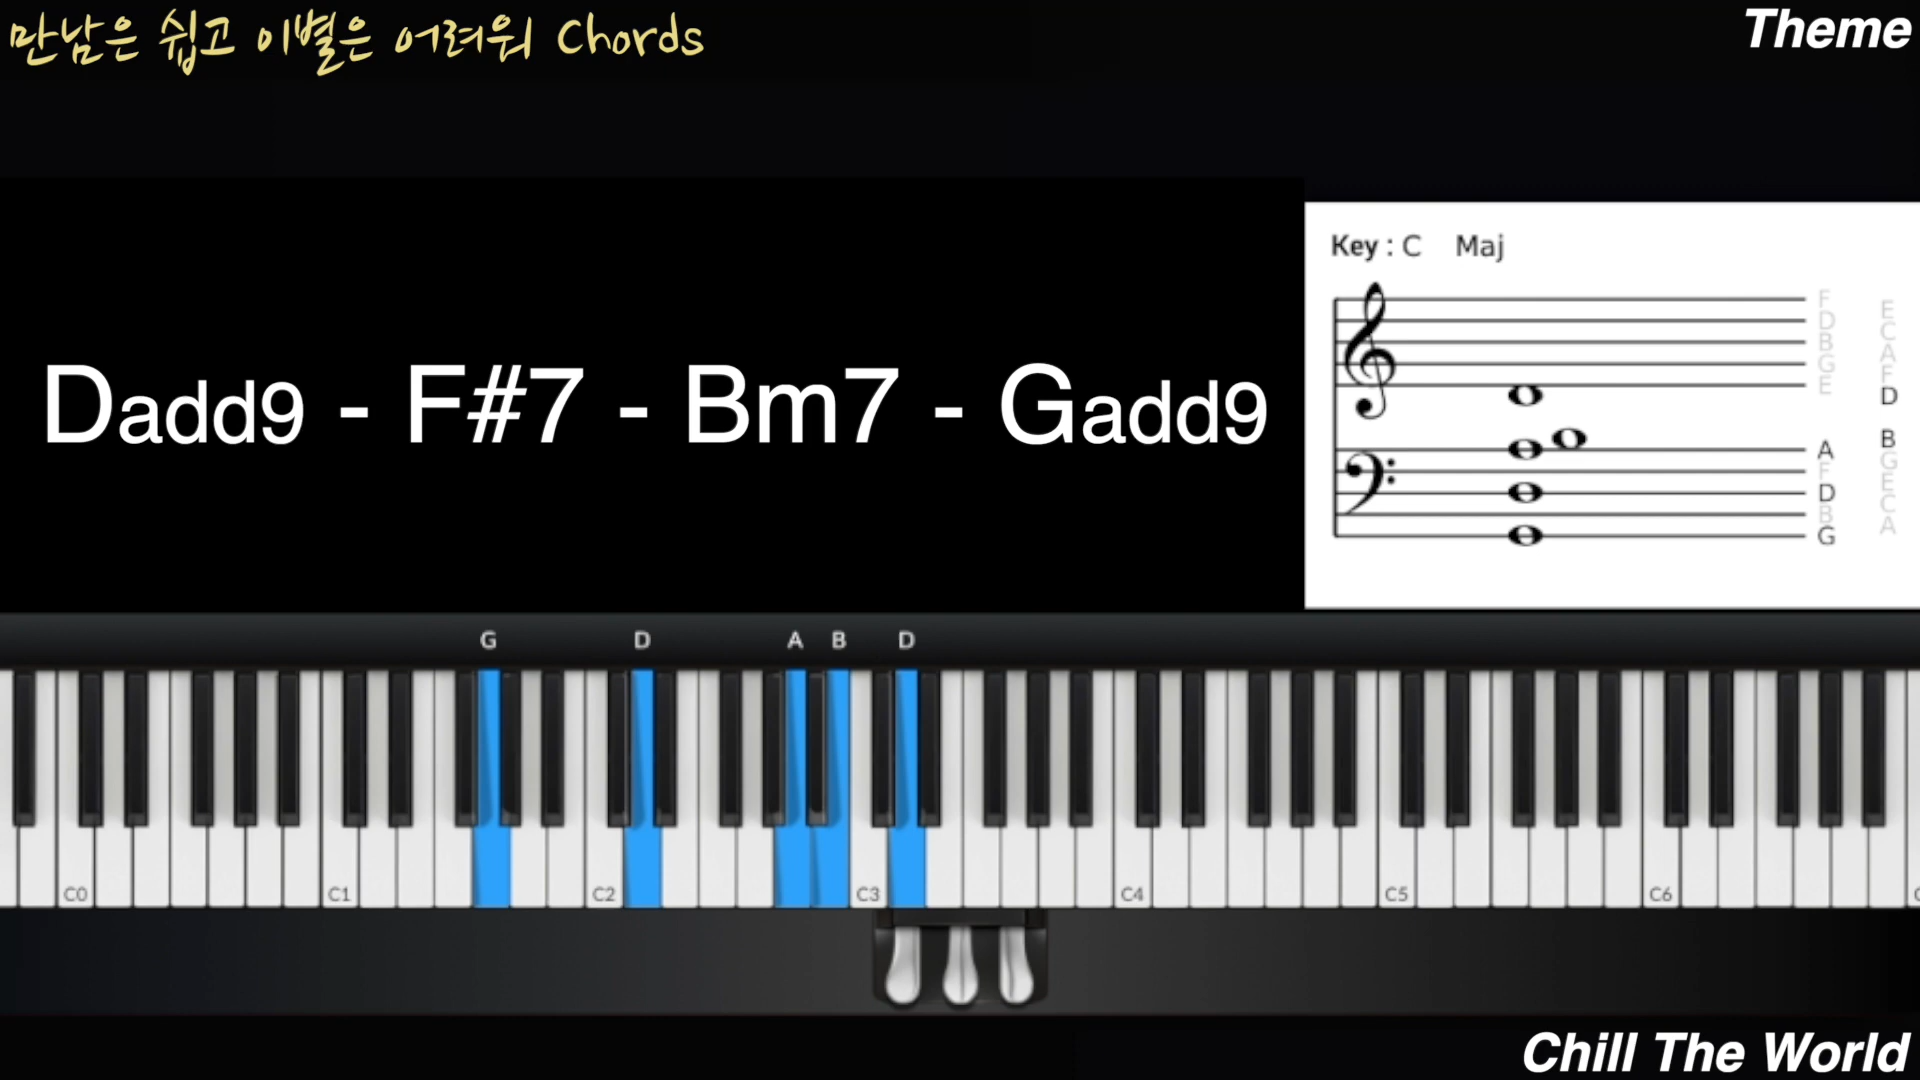 만남은 쉽고 이별은 어려워 Chords
Theme
Dadd9 - F#7 - Bm7 - Gadd9
Key : C Maj
F
E
D
C
B
A
G
F
E
D
A
B
F
G
D
E
B
C
G
A
G D A B D
C0 C1 C2 C3 C4 C5 C6
Chill The World